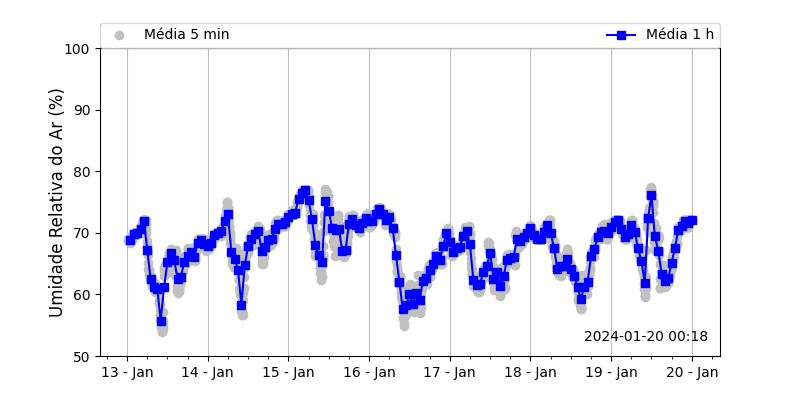 Média 5 min
Média 1 h
Umidade Relativa do Ar (%)
100
90
80
70
60
50
2024-01-20 00:18
13 - Jan
14 - Jan
15 - Jan
16 - Jan
17 - Jan
18 - Jan
19 - Jan
20 - Jan